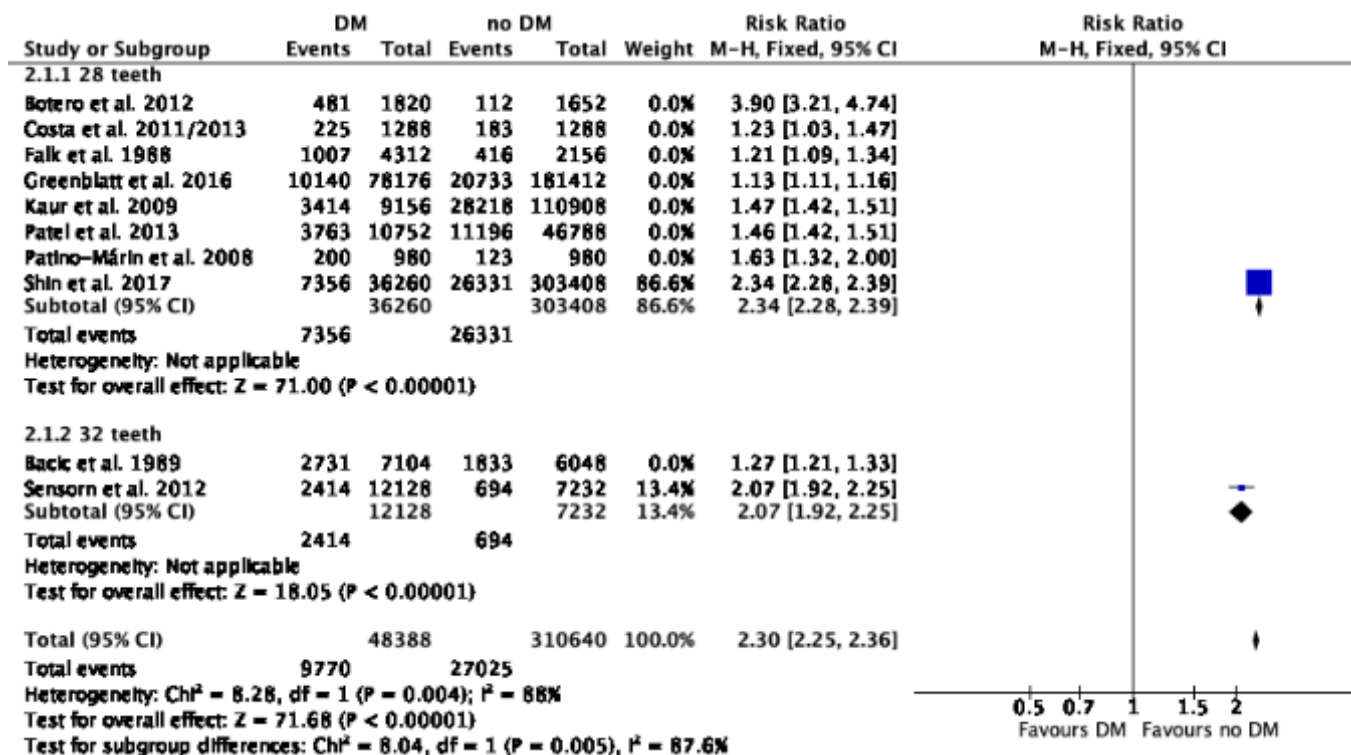 DM no DM Risk Ratio Risk Ratio
Study or Subgroup Events Total Events Total Weight M-H, Fixed, 95% CI M-H, Fixed, 95% CI
2.1.1 28 teeth
Botero et al. 2012 481 1820 112 1652 0.0% 3.90 [3.21, 4.74]
Costa et al. 2011/2013 225 1288 183 1288 0.0% 1.23 [1.03, 1.47]
Falk et al. 1988 1007 4312 416 2156 0.0% 1.21 [1.09, 1.34]
Greenblatt et al. 2016 10140 78176 20733 181412 0.0% 1.13 [1.11, 1.16]
Kaur et al. 2009 3414 9156 28218 110908 0.0% 1.47 [1.42, 1.51]
Patel et al. 2013 3763 10752 11196 46788 0.0% 1.46 [1.42, 1.51]
Patino-Márin et al. 2008 200 980 123 980 0.0% 1.63 [1.32, 2.00]
Shin et al. 2017 7356 36260 26331 303408 86.6% 2.34 [2.28, 2.39]
Subtotal (95% CI) 36260 303408 86.6% 2.34 [2.28, 2.39]
Total events 7356 26331
Heterogeneity: Not applicable
Test for overall effect: Z = 71.00 (P < 0.00001)
2.1.2 32 teeth
Bacic et al. 1989 2731 7104 1833 6048 0.0% 1.27 [1.21, 1.33]
Sensorn et al. 2012 2414 12128 694 7232 13.4% 2.07 [1.92, 2.25]
Subtotal (95% CI) 12128 7232 13.4% 2.07 [1.92, 2.25]
Total events 2414 694
Heterogeneity: Not applicable
Test for overall effect: Z = 18.05 (P < 0.00001)
Total (95% CI) 48388 310640 100.0% 2.30 [2.25, 2.36]
Total events 9770 27025
Heterogeneity: Chi² = 8.28, df = 1 (P = 0.004); I² = 88%
Test for overall effect: Z = 71.68 (P < 0.00001)
Test for subgroup differences: Chi² = 8.04, df = 1 (P = 0.005), I² = 87.6%
0.5 0.7 1 1.5 2
Favours DM Favours no DM